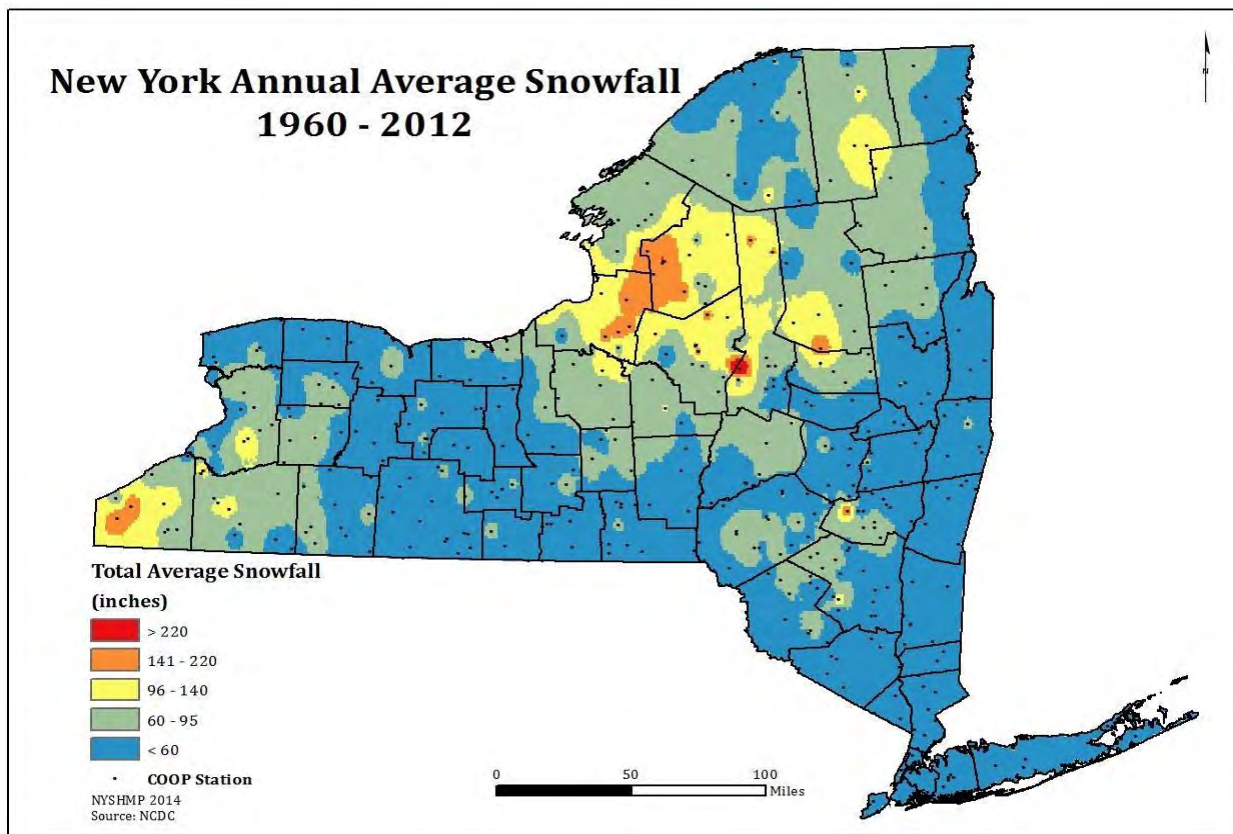 New York Annual Average Snowfall
1960 - 2012
N
Total Average Snowfall
(inches)
> 220
141 - 220
96 - 140
60 - 95
< 60
COOP Station
NYSHMP 2014
Source: NCDC
0 50 100
Miles